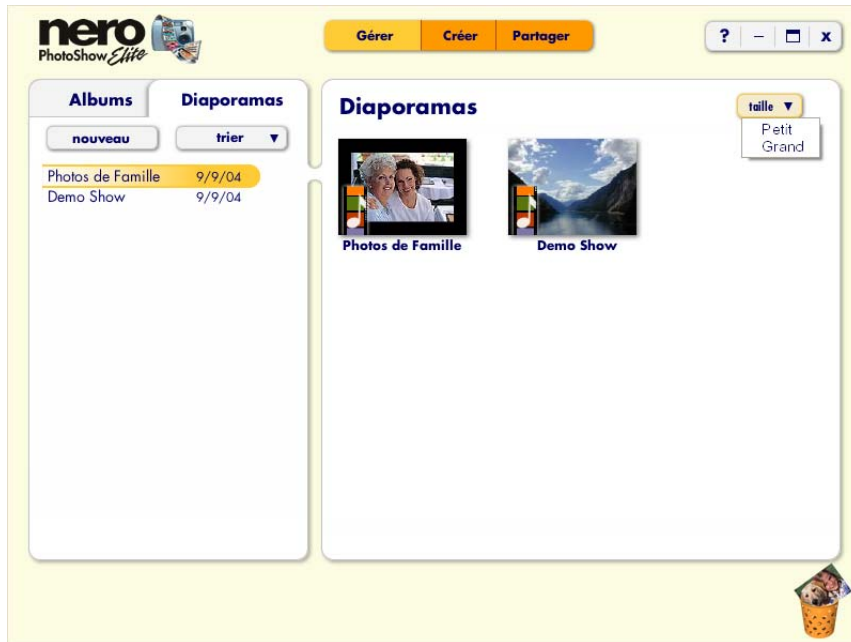 nero
PhotoShow Elite
Gérer Créer Partager
? – x
Albums Diaporamas
nouveau trier ▼
Photos de Famille 9/9/04
Demo Show 9/9/04
Diaporamas
taille ▼
Petit
Grand
Photos de Famille Demo Show